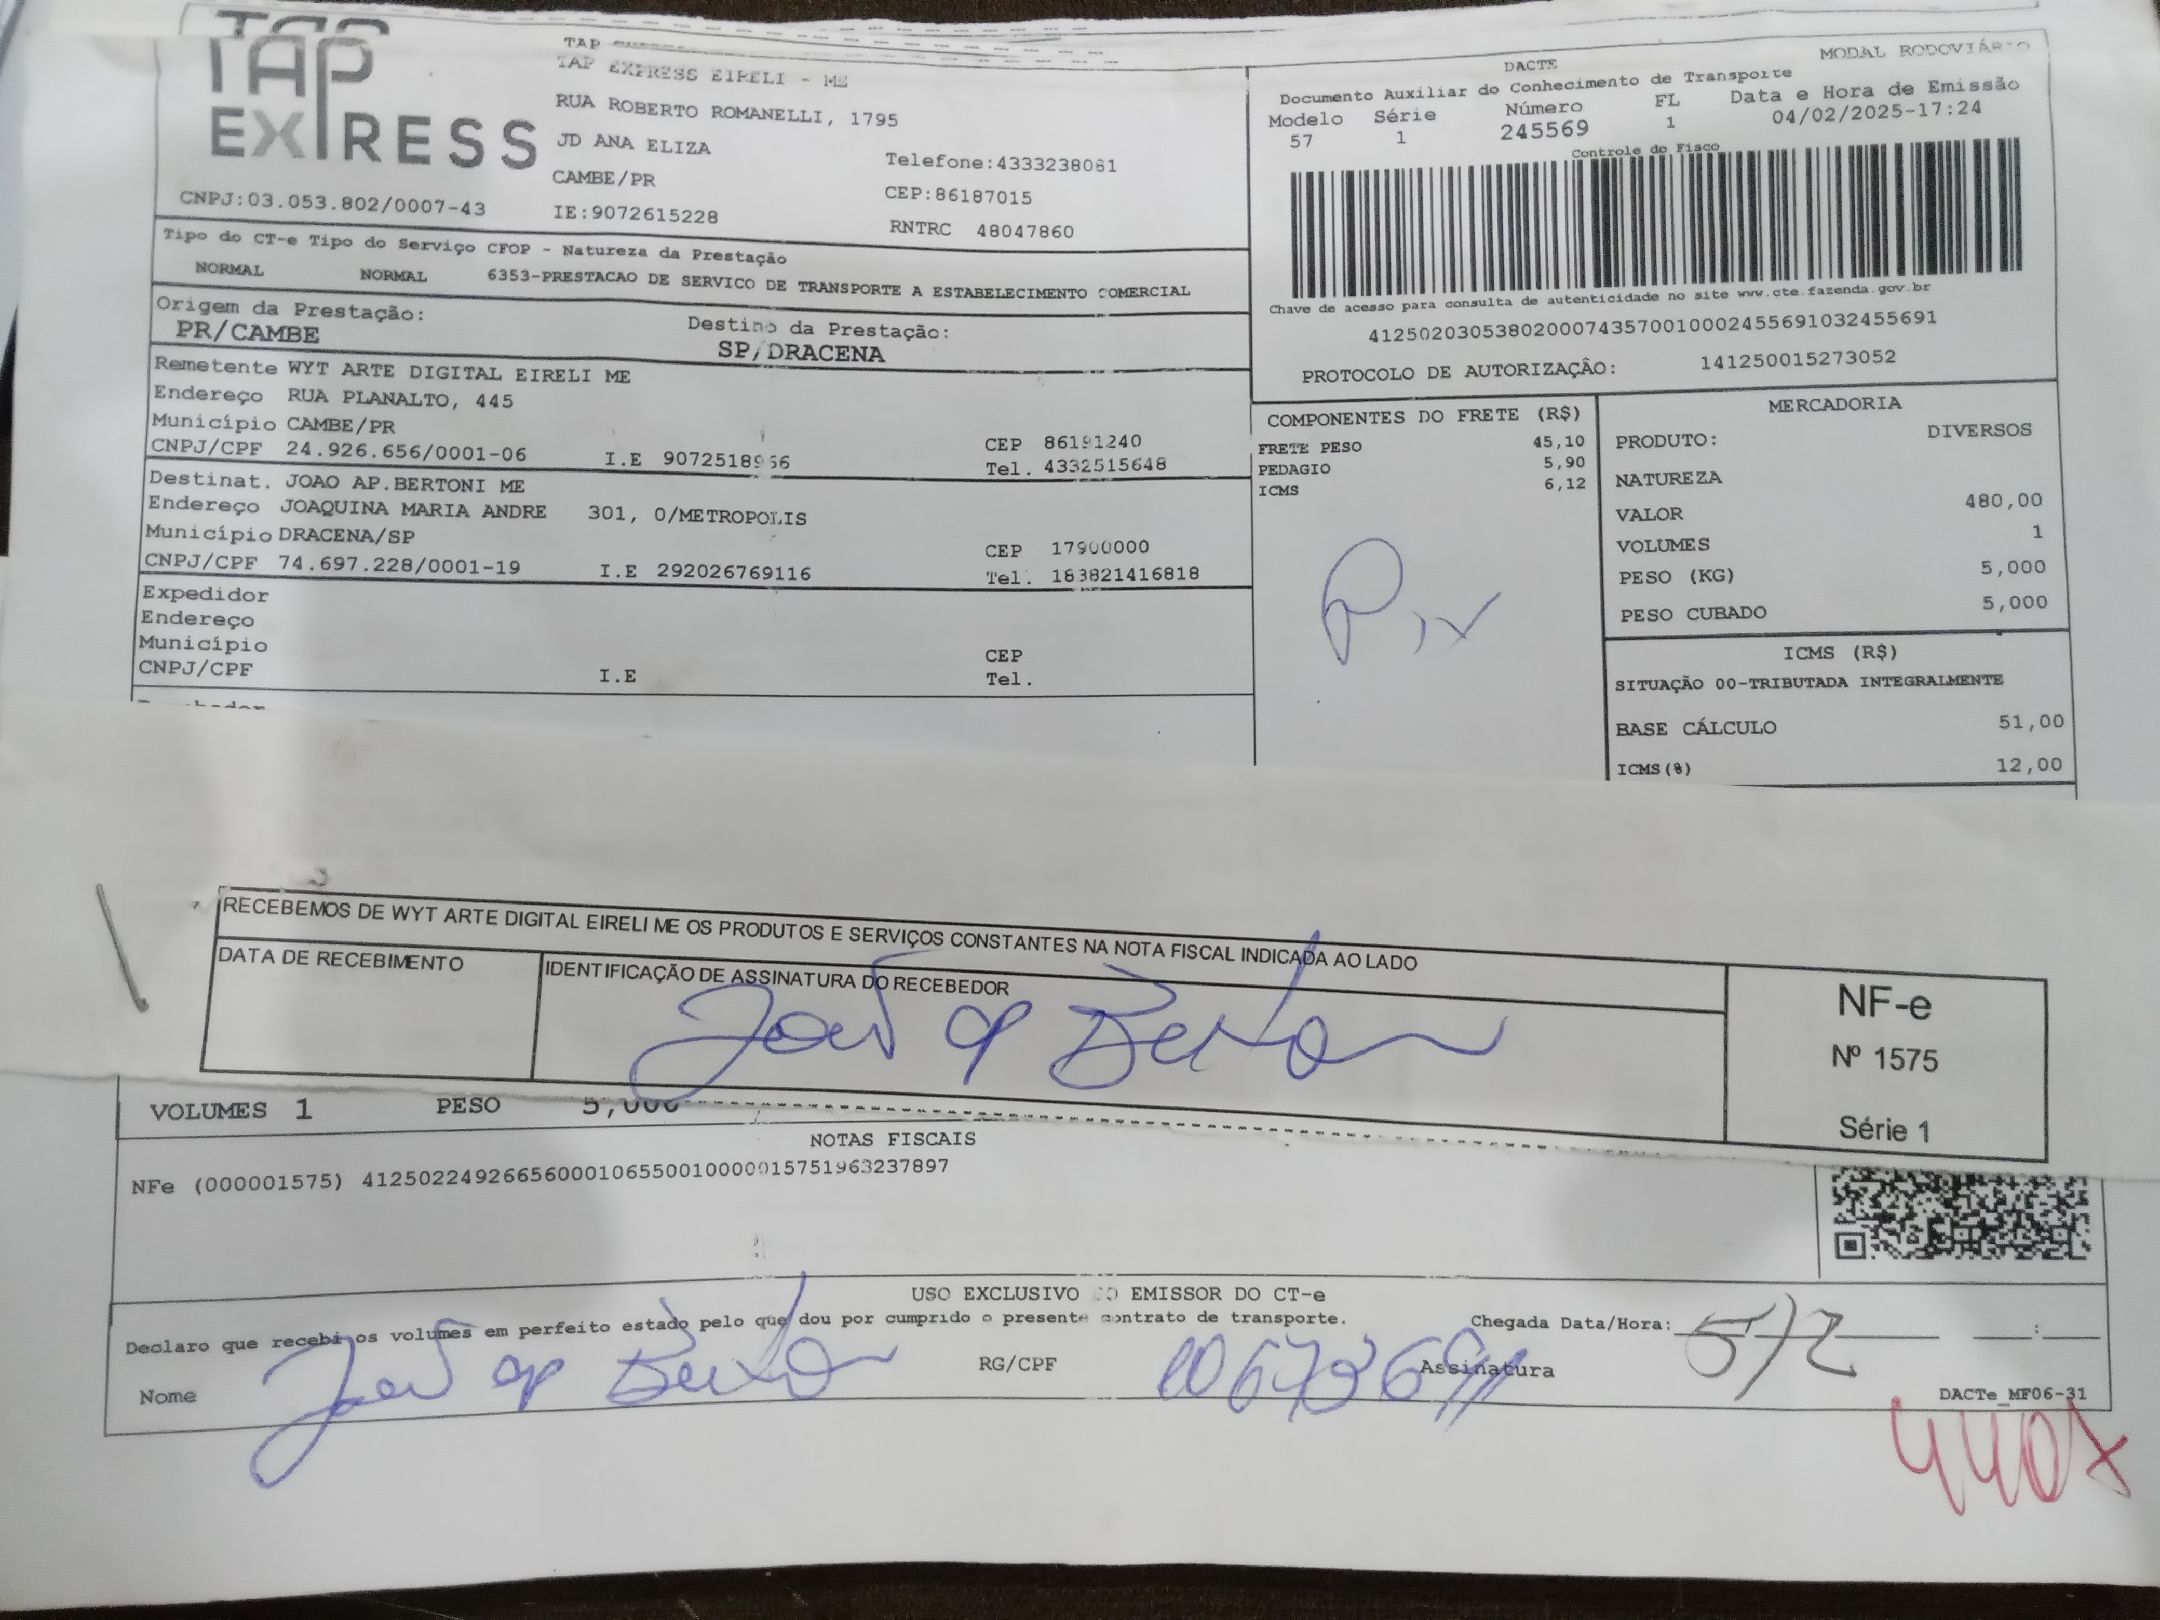 TAP
EXPRESS
TAP
TAP EXPRESS EIRELI - ME
RUA ROBERTO ROMANELLI, 1795
JD ANA ELIZA
CAMBE/PR
IE:9072615228
Telefone:4333238081
CEP:86187015
RNTRC 48047860
CNPJ:03.053.802/0007-43
DACTE
MODAL RODOVIÁRIO
Documento Auxiliar do Conhecimento de Transporte
Modelo Série Número FL Data e Hora de Emissão
57 1 245569 1 04/02/2025-17:24
Controle do Fisco
Chave de acesso para consulta de autenticidade no site www.cte.fazenda.gov.br
41250203053802000743570010002455691032455691
PROTOCOLO DE AUTORIZAÇÂO: 141250015273052
Tipo do CT-e Tipo do Serviço CFOP - Natureza da Prestação
NORMAL NORMAL 6353-PRESTACAO DE SERVICO DE TRANSPORTE A ESTABELECIMENTO COMERCIAL
Origem da Prestação: Destino da Prestação:
PR/CAMBE SP/DRACENA
Remetente WYT ARTE DIGITAL EIRELI ME
Endereço RUA PLANALTO, 445
Município CAMBE/PR CEP 86191240
CNPJ/CPF 24.926.656/0001-06 I.E Tel. 4332515648
Destinat. JOAO AP.BERTONI ME
Endereço JOAQUINA MARIA ANDRE 301, 0/METROPOLIS
Município DRACENA/SP CEP 17900000
CNPJ/CPF 74.697.228/0001-19 I.E 292026769116 Tel. 183821416818
Expedidor
Endereço
Município CEP
CNPJ/CPF I.E Tel.
COMPONENTES DO FRETE (R$)
FRETE PESO 45,10
PEDAGIO 5,90
ICMS 6,12
Pix
MERCADORIA
PRODUTO: DIVERSOS
NATUREZA
VALOR 480,00
VOLUMES 1
PESO (KG) 5,000
PESO CUBADO 5,000
ICMS (R$)
SITUAÇÃO 00-TRIBUTADA INTEGRALMENTE
BASE CÁLCULO 51,00
ICMS(%) 12,00
RECEBEMOS DE WYT ARTE DIGITAL EIRELI ME OS PRODUTOS E SERVIÇOS CONSTANTES NA NOTA FISCAL INDICADA AO LADO
DATA DE RECEBIMENTO
IDENTIFICAÇÃO DE ASSINATURA DO RECEBEDOR
João ap Berton
NF-e
Nº 1575
Série 1
VOLUMES 1 PESO 5,000
NOTAS FISCAIS
NFe (000001575) 41250224926656000106550010000015751963237897
USO EXCLUSIVO DO EMISSOR DO CT-e
Declaro que recebi os volumes em perfeito estado pelo que dou por cumprido o presente contrato de transporte.
Chegada Data/Hora: 5/2 :
Nome João ap Berton RG/CPF Assinatura
DACTe_MF06-31